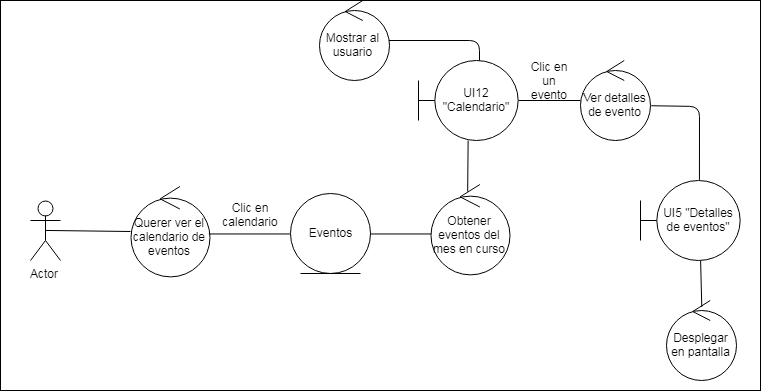 Mostrar al
usuario
UI12
"Calendario"
Clic en
un
evento
Ver detalles
de evento
UI5 "Detalles
de eventos"
Desplegar
en pantalla
Actor
Querer ver el
calendario de
eventos
Clic en
calendario
Eventos
Obtener
eventos del
mes en curso